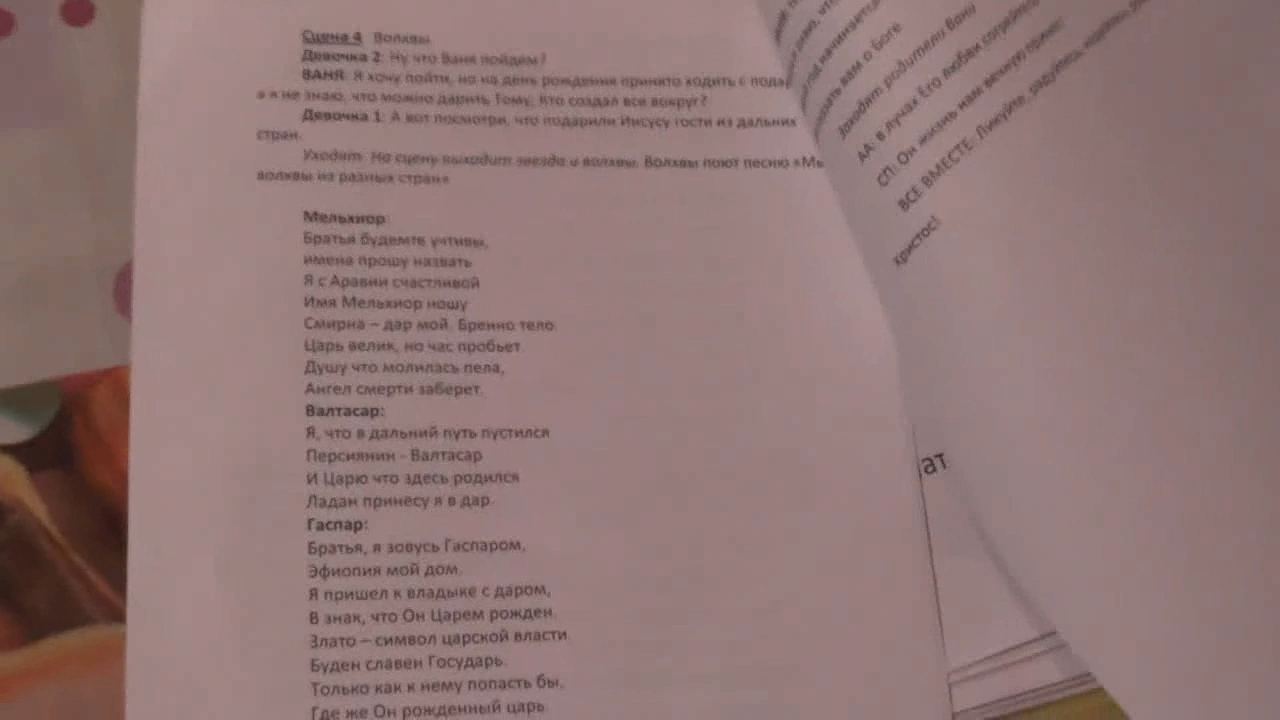 Сцена 4 Волхвы
Девочка 2: Ну что Ваня пойдем?
ВАНЯ: Я хочу пойти, но на день рождения принято ходить с пода
а я не знаю, что можно дарить Тому, Кто создал все вокруг?
Девочка 1: А вот посмотри, что подарили Иисусу гости из дальних
стран.
Уходят. На сцену выходит звезда и волхвы. Волхвы поют песню «Мы
волхвы из разных стран»
Мельхиор:
Братья будемте учтивы,
имена прошу назвать
Я с Аравии счастливой
Имя Мельхиор ношу
Смирна – дар мой. Бренно тело.
Царь велик, но час пробьет.
Душу что молилась пела,
Ангел смерти заберет.
Валтасар:
Я, что в дальний путь пустился
Персиянин - Валтасар
И Царю что здесь родился
Ладан принесу я в дар.
Гаспар:
Братья, я зовусь Гаспаром,
Эфиопия мой дом.
Я пришел к владыке с даром,
В знак, что Он Царем рожден.
Злато – символ царской власти.
Буден славен Государь.
Только как к нему попасть бы,
Где же Он рожденный царь.
начинается
вам о Боге
Заходят родители Вани
АА: в лучах Его любви
СП: Он жизнь нам вечную принес
ВСЕ ВМЕСТЕ: Ликуйте, радуйтесь,
Христос!
ат